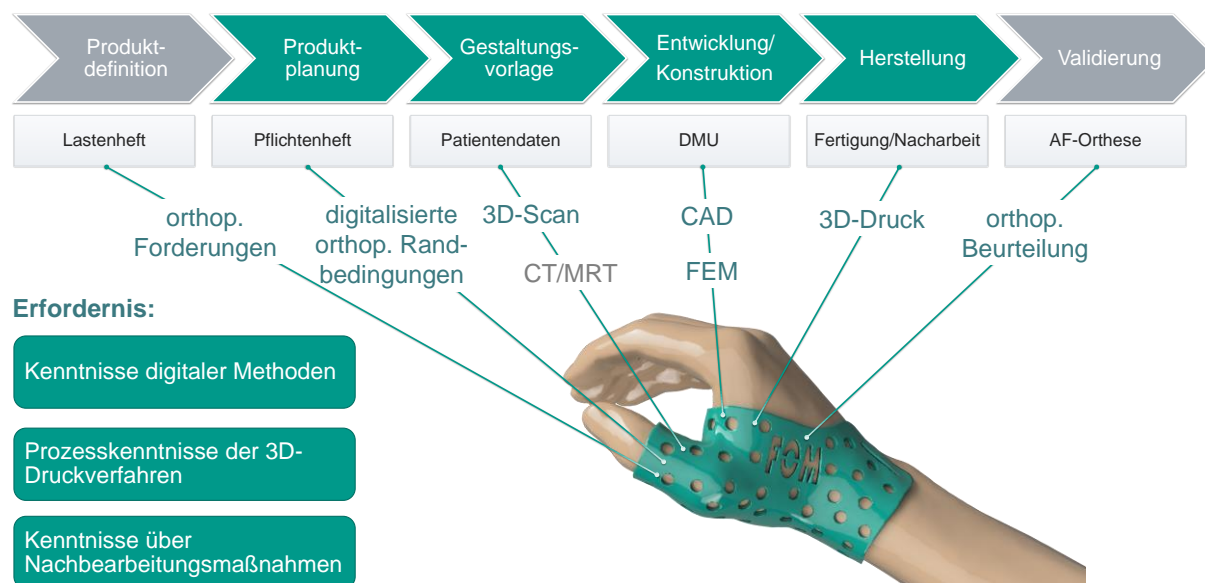 Produkt-
definition
Produkt-
planung
Gestaltungs-
vorlage
Entwicklung/
Konstruktion
Herstellung
Validierung
Lastenheft
Pflichtenheft
Patientendaten
DMU
Fertigung/Nacharbeit
AF-Orthese
orthop.
Forderungen
digitalisierte
orthop. Rand-
bedingungen
3D-Scan
CT/MRT
CAD
FEM
3D-Druck
orthop.
Beurteilung
Erfordernis:
Kenntnisse digitaler Methoden
Prozesskenntnisse der 3D-
Druckverfahren
Kenntnisse über
Nachbearbeitungsmaßnahmen
FOM